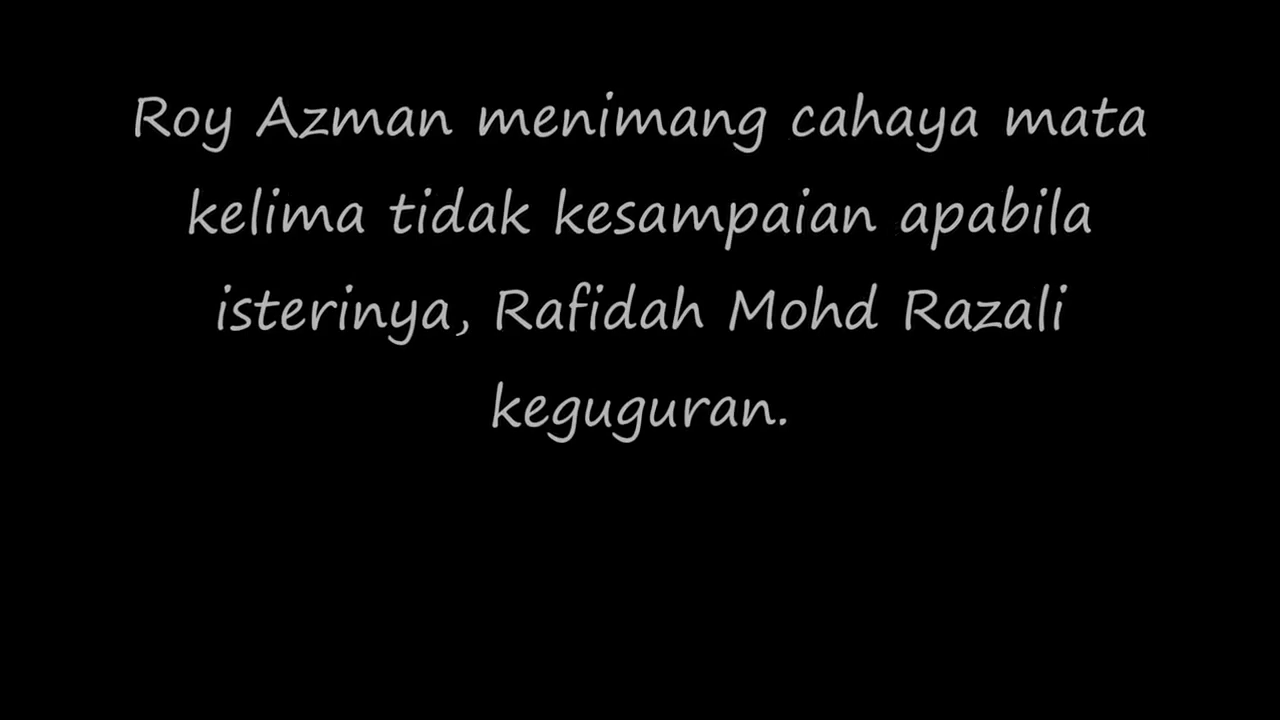 Roy Azman menimang cahaya mata
kelima tidak kesampaian apabila
isterinya, Rafidah Mohd Razali
keguguran.